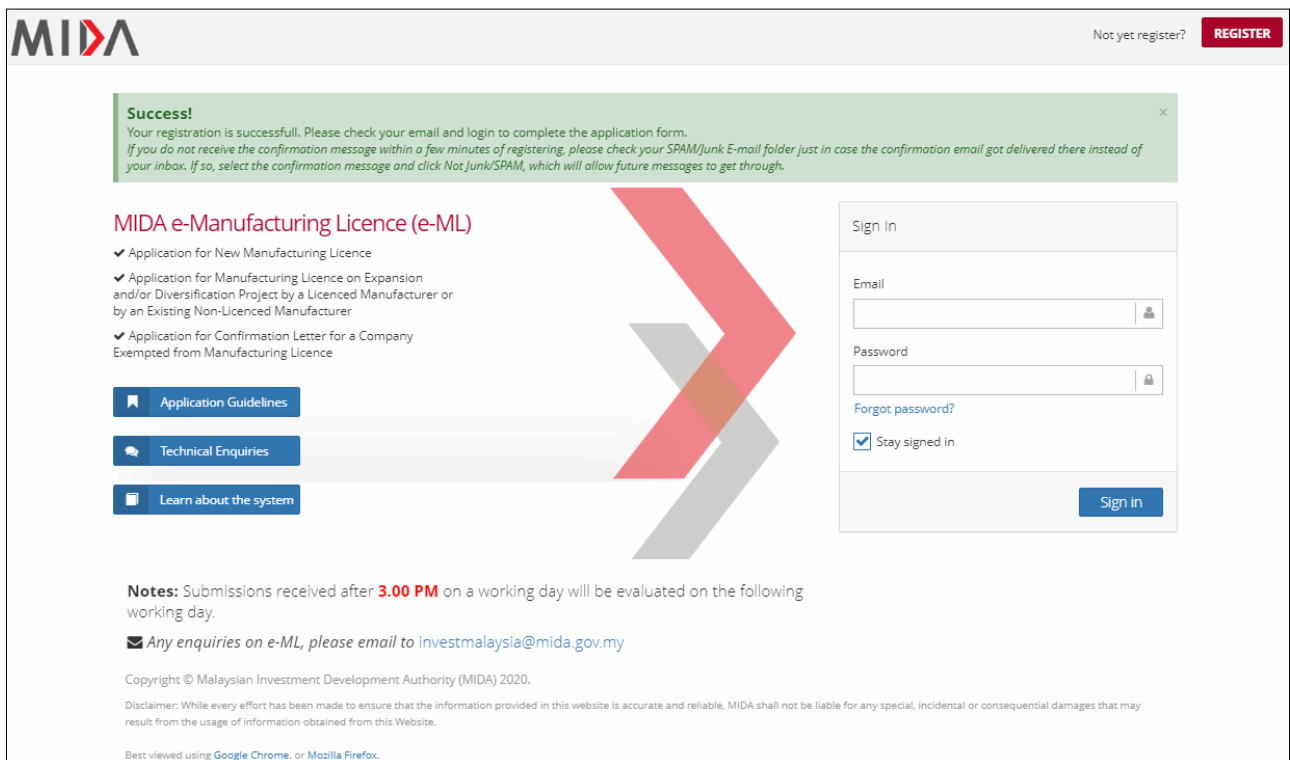 MIDA
Not yet register?
REGISTER
Success!
×
Your registration is successfull. Please check your email and login to complete the application form.
If you do not receive the confirmation message within a few minutes of registering, please check your SPAM/Junk E-mail folder just in case the confirmation email got delivered there instead of
your inbox. If so, select the confirmation message and click Not Junk/SPAM, which will allow future messages to get through.
MIDA e-Manufacturing Licence (e-ML)
✔ Application for New Manufacturing Licence
✔ Application for Manufacturing Licence on Expansion
and/or Diversification Project by a Licenced Manufacturer or
by an Existing Non-Licenced Manufacturer
✔ Application for Confirmation Letter for a Company
Exempted from Manufacturing Licence
Application Guidelines
Technical Enquiries
Learn about the system
Sign In
Email
Password
Forgot password?
Stay signed in
Sign in
Notes: Submissions received after 3.00 PM on a working day will be evaluated on the following
working day.
Any enquiries on e-ML, please email to investmalaysia@mida.gov.my
Copyright © Malaysian Investment Development Authority (MIDA) 2020.
Disclaimer: While every effort has been made to ensure that the information provided in this website is accurate and reliable, MIDA shall not be liable for any special, incidental or consequential damages that may
result from the usage of information obtained from this Website.
Best viewed using Google Chrome, or Mozilla Firefox.